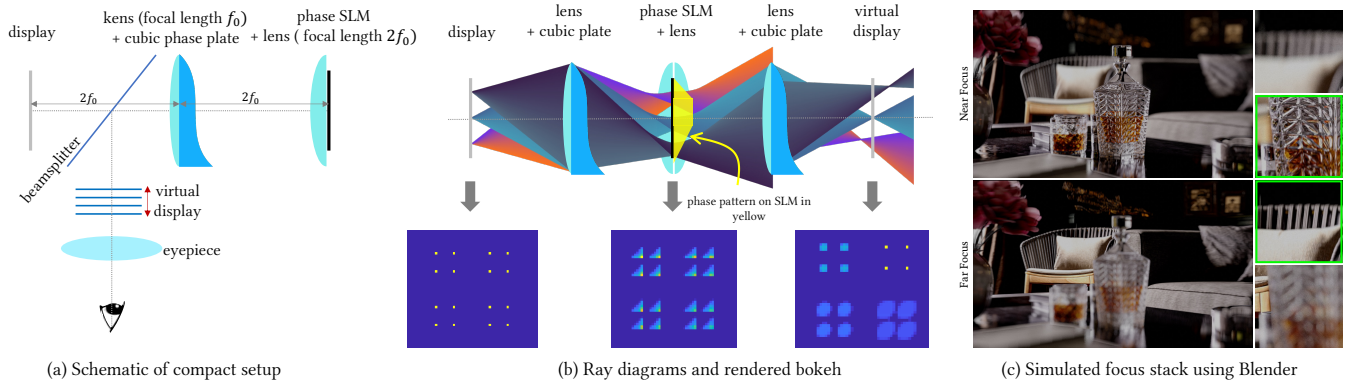 display
kens (focal length f₀)
+ cubic phase plate
phase SLM
+ lens ( focal length 2f₀)
2f₀
2f₀
beamsplitter
virtual
display
eyepiece
(a) Schematic of compact setup
display
lens
+ cubic plate
phase SLM
+ lens
lens
+ cubic plate
virtual
display
phase pattern on SLM in
yellow
(b) Ray diagrams and rendered bokeh
Near Focus
Far Focus
(c) Simulated focus stack using Blender